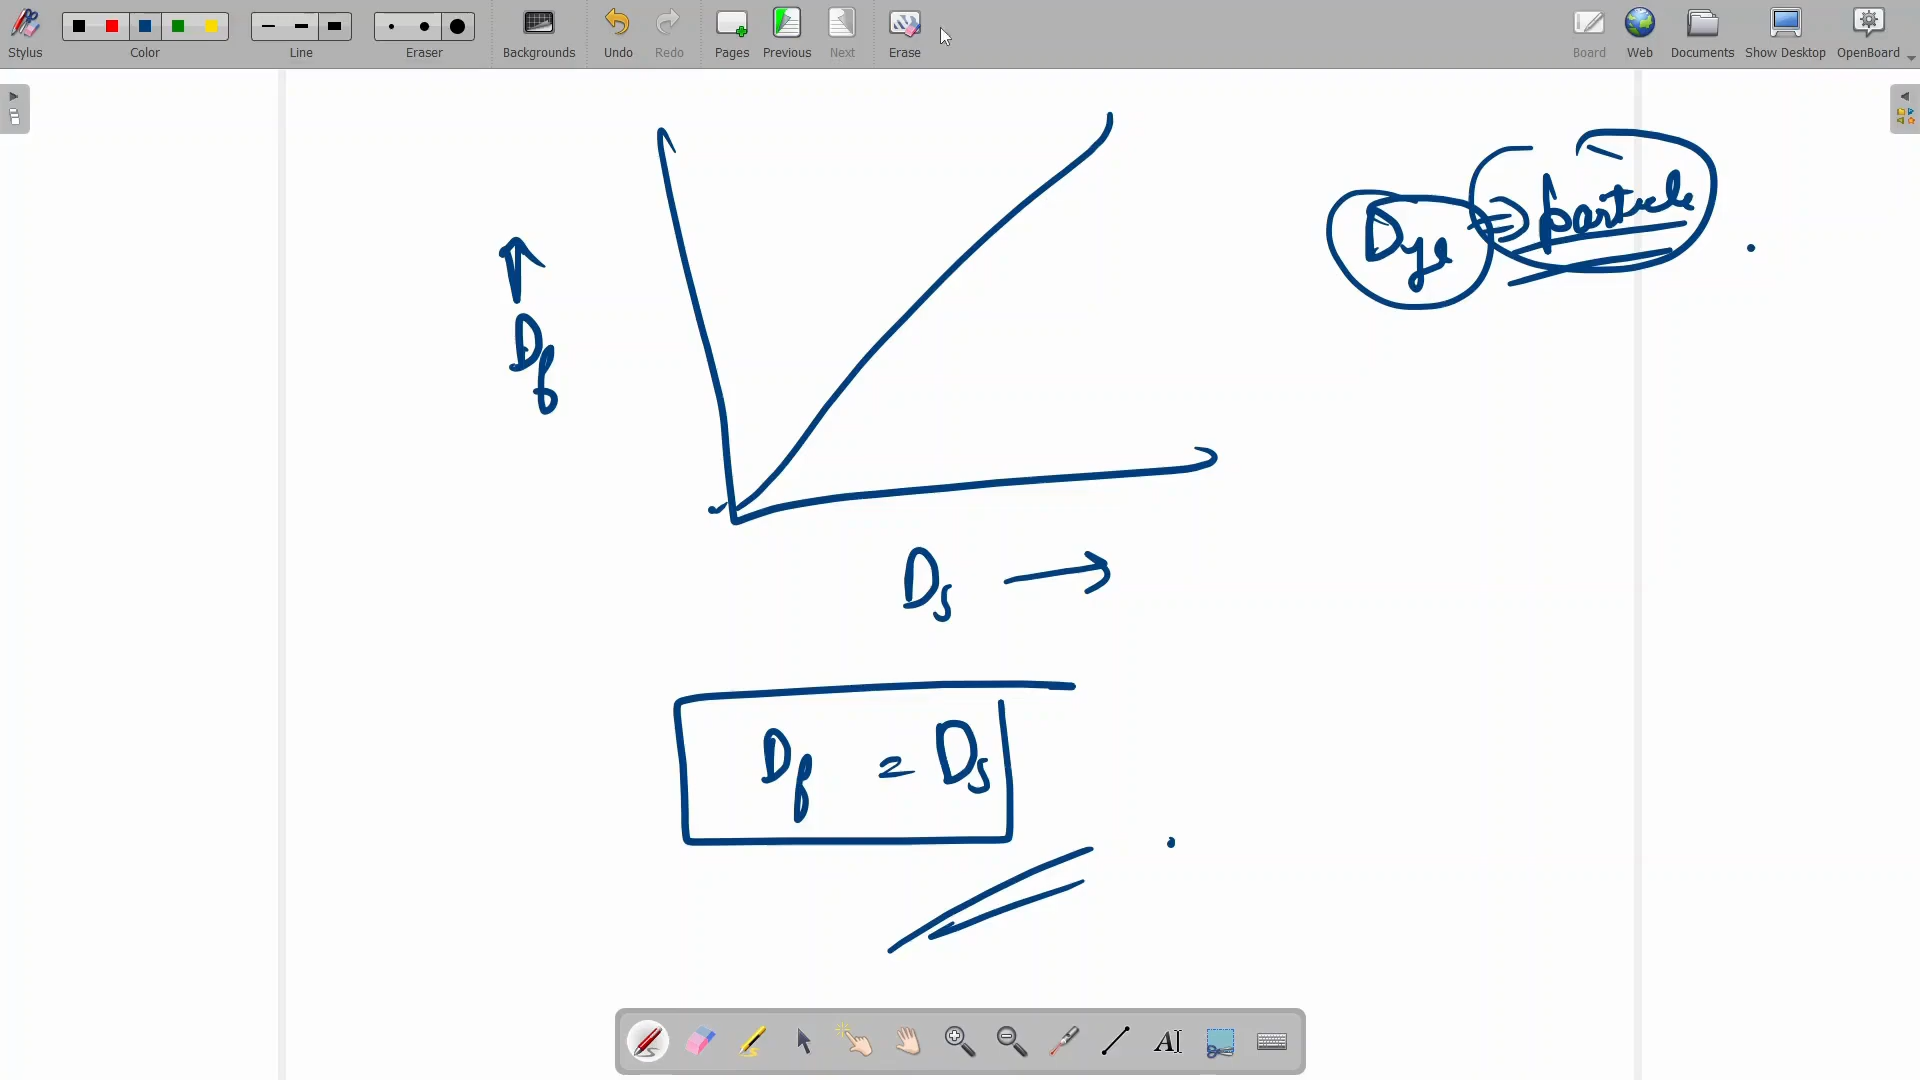 Stylus Color Line Eraser Backgrounds Undo Redo Pages Previous Next Erase Board Web Documents Show Desktop OpenBoard
Dye ⇒ particle
Df
Ds →
Df = Ds